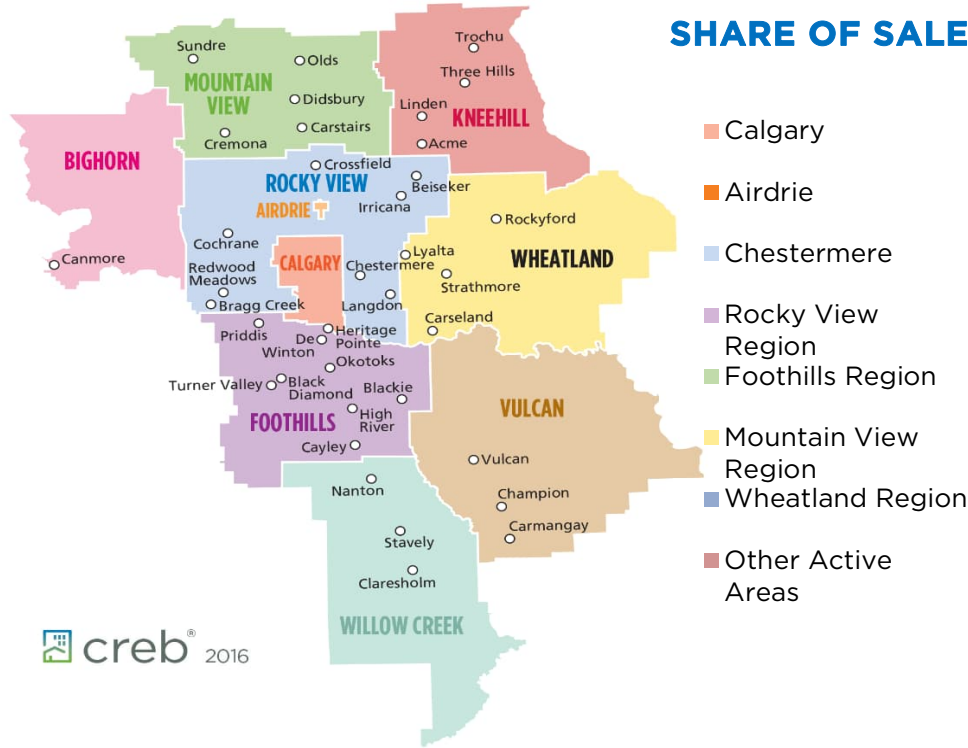 SHARE OF SALE
Sundre
Olds
MOUNTAIN
VIEW
Didsbury
Carstairs
Cremona
Trochu
Three Hills
Linden
KNEEHILL
Acme
BIGHORN
Canmore
Crossfield
ROCKY VIEW
Beiseker
AIRDRIE
Irricana
Cochrane
CALGARY
Redwood
Meadows
Chestermere
Bragg Creek
Langdon
Rockyford
Lyalta
WHEATLAND
Strathmore
Carseland
Priddis
De
Winton
Heritage
Pointe
Okotoks
Turner Valley
Black
Diamond
Blackie
FOOTHILLS
High
River
Cayley
VULCAN
Vulcan
Champion
Carmangay
Nanton
Stavely
Claresholm
WILLOW CREEK
creb® 2016
Calgary
Airdrie
Chestermere
Rocky View
Region
Foothills Region
Mountain View
Region
Wheatland Region
Other Active
Areas